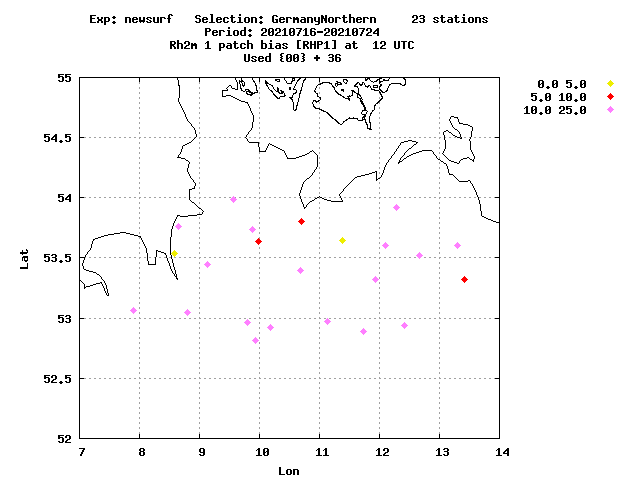 Exp: newsurf   Selection: GermanyNorthern     23 stations
Period: 20210716-20210724
Rh2m 1 patch bias [RHP1] at  12 UTC
Used {00} + 36
0.0 5.0
5.0 10.0
10.0 25.0
55
54.5
54
53.5
53
52.5
52
Lat
7 8 9 10 11 12 13 14
Lon